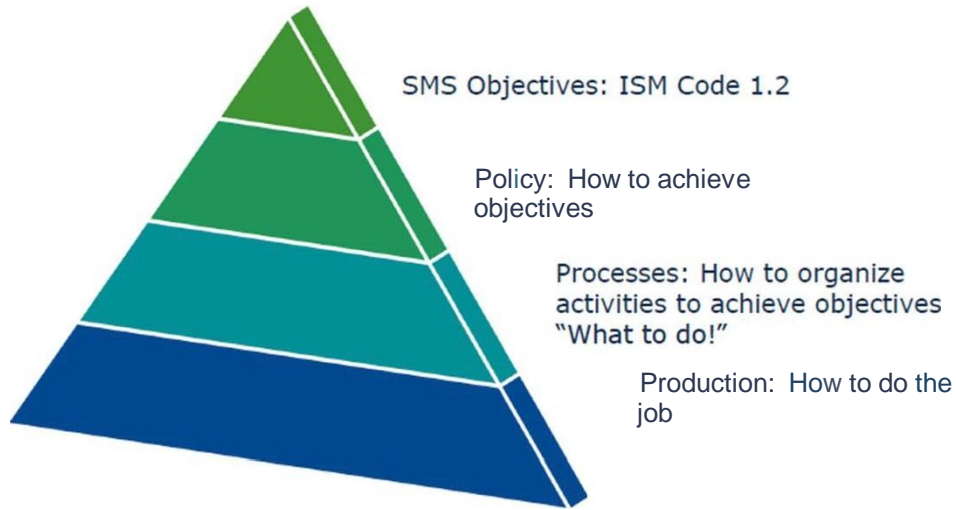 SMS Objectives: ISM Code 1.2
Policy: How to achieve
objectives
Processes: How to organize
activities to achieve objectives
“What to do!”
Production: How to do the
job